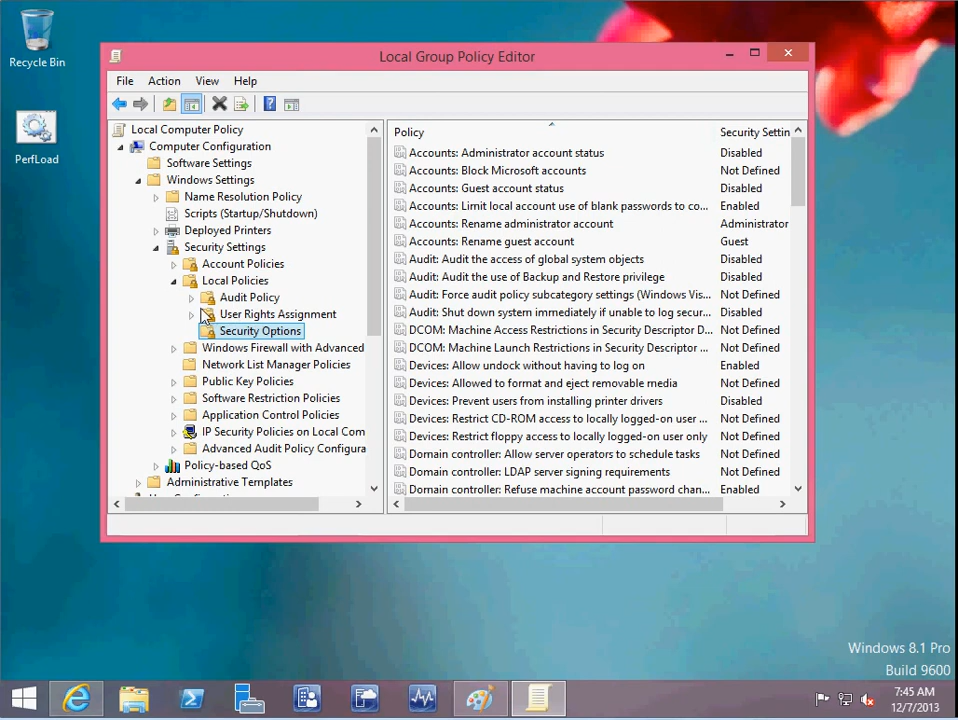 Recycle Bin
PerfLoad
Local Group Policy Editor
File Action View Help
Local Computer Policy
Computer Configuration
Software Settings
Windows Settings
Name Resolution Policy
Scripts (Startup/Shutdown)
Deployed Printers
Security Settings
Account Policies
Local Policies
Audit Policy
User Rights Assignment
Security Options
Windows Firewall with Advanced
Network List Manager Policies
Public Key Policies
Software Restriction Policies
Application Control Policies
IP Security Policies on Local Com
Advanced Audit Policy Configura
Policy-based QoS
Administrative Templates
Policy Security Settin
Accounts: Administrator account status Disabled
Accounts: Block Microsoft accounts Not Defined
Accounts: Guest account status Disabled
Accounts: Limit local account use of blank passwords to co... Enabled
Accounts: Rename administrator account Administrator
Accounts: Rename guest account Guest
Audit: Audit the access of global system objects Disabled
Audit: Audit the use of Backup and Restore privilege Disabled
Audit: Force audit policy subcategory settings (Windows Vis... Not Defined
Audit: Shut down system immediately if unable to log secur... Disabled
DCOM: Machine Access Restrictions in Security Descriptor D... Not Defined
DCOM: Machine Launch Restrictions in Security Descriptor ... Not Defined
Devices: Allow undock without having to log on Enabled
Devices: Allowed to format and eject removable media Not Defined
Devices: Prevent users from installing printer drivers Disabled
Devices: Restrict CD-ROM access to locally logged-on user ... Not Defined
Devices: Restrict floppy access to locally logged-on user only Not Defined
Domain controller: Allow server operators to schedule tasks Not Defined
Domain controller: LDAP server signing requirements Not Defined
Domain controller: Refuse machine account password chan... Enabled
Windows 8.1 Pro
Build 9600
7:45 AM
12/7/2013